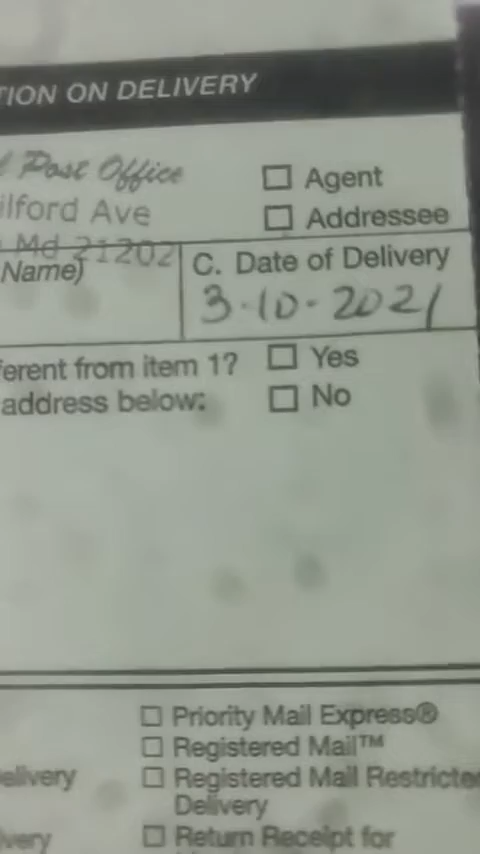 TION ON DELIVERY
l Post Office
☐ Agent
ilford Ave
☐ Addressee
Md 21202
Name)
C. Date of Delivery
3-10-2021
erent from item 1? ☐ Yes
address below: ☐ No
☐ Priority Mail Express®
☐ Registered Mail™
elivery ☐ Registered Mail Restricte
Delivery
very ☐ Return Receipt for